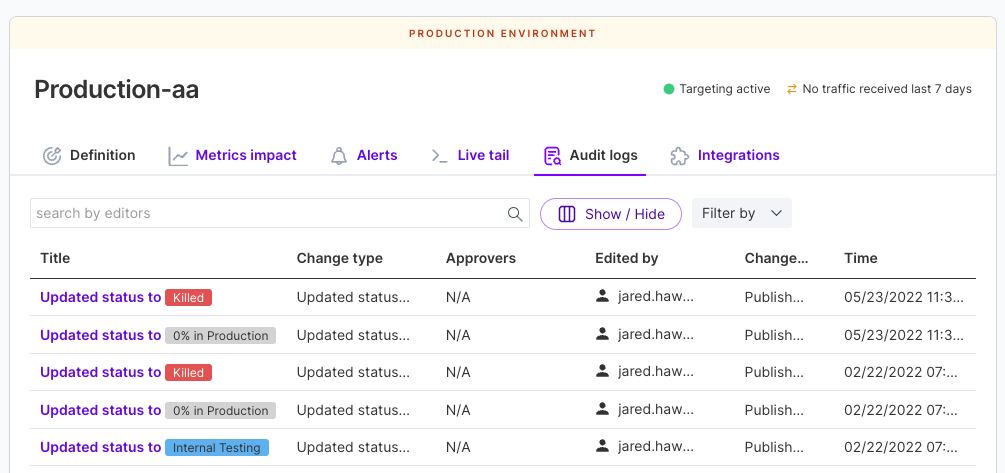 PRODUCTION ENVIRONMENT
Production-aa
Targeting active
No traffic received last 7 days
Definition Metrics impact Alerts Live tail Audit logs Integrations
search by editors Show / Hide Filter by
Title Change type Approvers Edited by Change... Time
Updated status to Killed Updated status... N/A jared.haw... Publish... 05/23/2022 11:3...
Updated status to 0% in Production Updated status... N/A jared.haw... Publish... 05/23/2022 11:3...
Updated status to Killed Updated status... N/A jared.haw... Publish... 02/22/2022 07:...
Updated status to 0% in Production Updated status... N/A jared.haw... Publish... 02/22/2022 07:...
Updated status to Internal Testing Updated status... N/A jared.haw... Publish... 02/22/2022 07:...